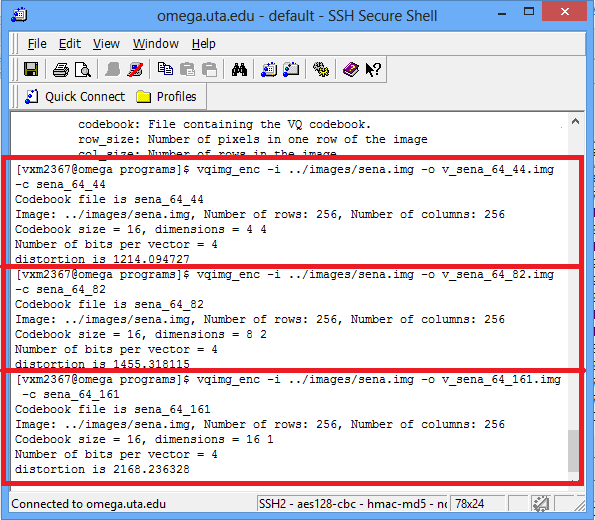 omega.uta.edu - default - SSH Secure Shell
File Edit View Window Help
Quick Connect Profiles
codebook: File containing the VQ codebook.
row_size: Number of pixels in one row of the image
col_size: Number of rows in the image
[vxm2367@omega programs]$ vqimg_enc -i ../images/sena.img -o v_sena_64_44.img
-c sena_64_44
Codebook file is sena_64_44
Image: ../images/sena.img, Number of rows: 256, Number of columns: 256
Codebook size = 16, dimensions = 4 4
Number of bits per vector = 4
distortion is 1214.094727
[vxm2367@omega programs]$ vqimg_enc -i ../images/sena.img -o v_sena_64_82.img
-c sena_64_82
Codebook file is sena_64_82
Image: ../images/sena.img, Number of rows: 256, Number of columns: 256
Codebook size = 16, dimensions = 8 2
Number of bits per vector = 4
distortion is 1455.318115
[vxm2367@omega programs]$ vqimg_enc -i ../images/sena.img -o v_sena_64_161.img
-c sena_64_161
Codebook file is sena_64_161
Image: ../images/sena.img, Number of rows: 256, Number of columns: 256
Codebook size = 16, dimensions = 16 1
Number of bits per vector = 4
distortion is 2168.236328
Connected to omega.uta.edu SSH2 - aes128-cbc - hmac-md5 - nc 78x24